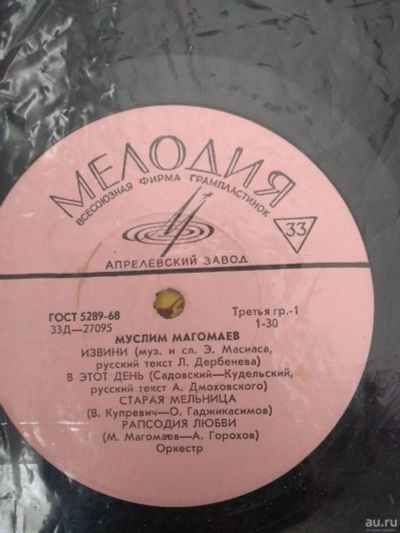 МЕЛОДИЯ
ВСЕСОЮЗНАЯ ФИРМА ГРАМПЛАСТИНОК
33
АПРЕЛЕВСКИЙ ЗАВОД
ГОСТ 5289-68
Третья гр.-1
33Д—27095
1-30
МУСЛИМ МАГОМАЕВ
ИЗВИНИ (муз. и сл. Э. Масиаса,
русский текст Л. Дербенева)
В ЭТОТ ДЕНЬ (Садовский—Кудельский,
русский текст А. Дмоховского)
СТАРАЯ МЕЛЬНИЦА
(В. Купревич—О. Гаджикасимов)
РАПСОДИЯ ЛЮБВИ
(М. Магомаев—А. Горохов)
Оркестр
au.ru